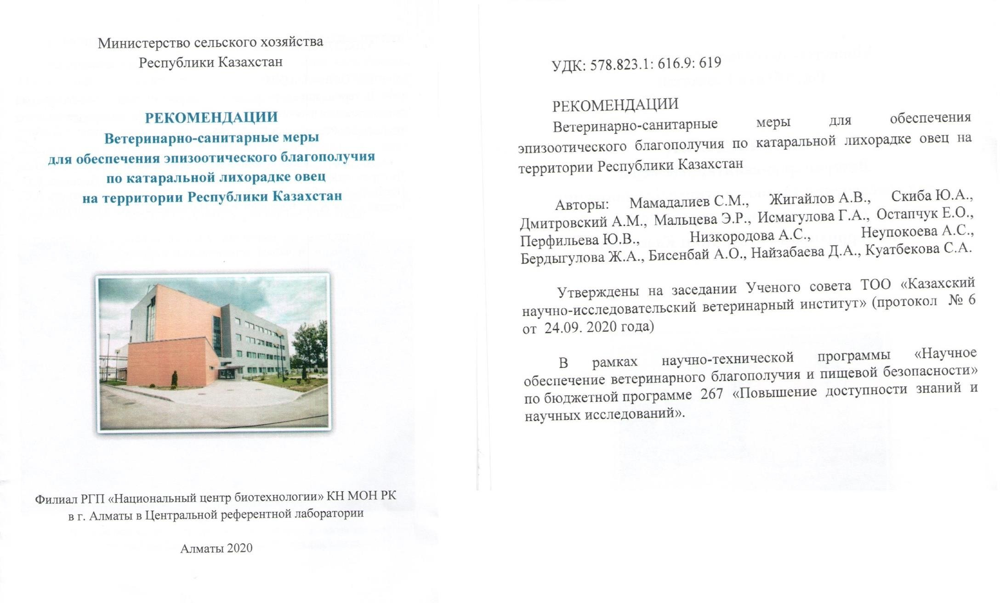 Министерство сельского хозяйства
Республики Казахстан
РЕКОМЕНДАЦИИ
Ветеринарно-санитарные меры
для обеспечения эпизоотического благополучия
по катаральной лихорадке овец
на территории Республики Казахстан
Филиал РГП «Национальный центр биотехнологии» КН МОН РК
в г. Алматы в Центральной референтной лаборатории
Алматы 2020
УДК: 578.823.1: 616.9: 619
РЕКОМЕНДАЦИИ
Ветеринарно-санитарные меры для обеспечения
эпизоотического благополучия по катаральной лихорадке овец на
территории Республики Казахстан
Авторы: Мамадалиев С.М., Жигайлов А.В., Скиба Ю.А.,
Дмитровский А.М., Мальцева Э.Р., Исмагулова Г.А., Остапчук Е.О.,
Перфильева Ю.В., Низкородова А.С., Неупокоева А.С.,
Бердыгулова Ж.А., Бисенбай А.О., Найзабаева Д.А., Куатбекова С.А.
Утверждены на заседании Ученого совета ТОО «Казахский
научно-исследовательский ветеринарный институт» (протокол № 6
от 24.09. 2020 года)
В рамках научно-технической программы «Научное
обеспечение ветеринарного благополучия и пищевой безопасности»
по бюджетной программе 267 «Повышение доступности знаний и
научных исследований».